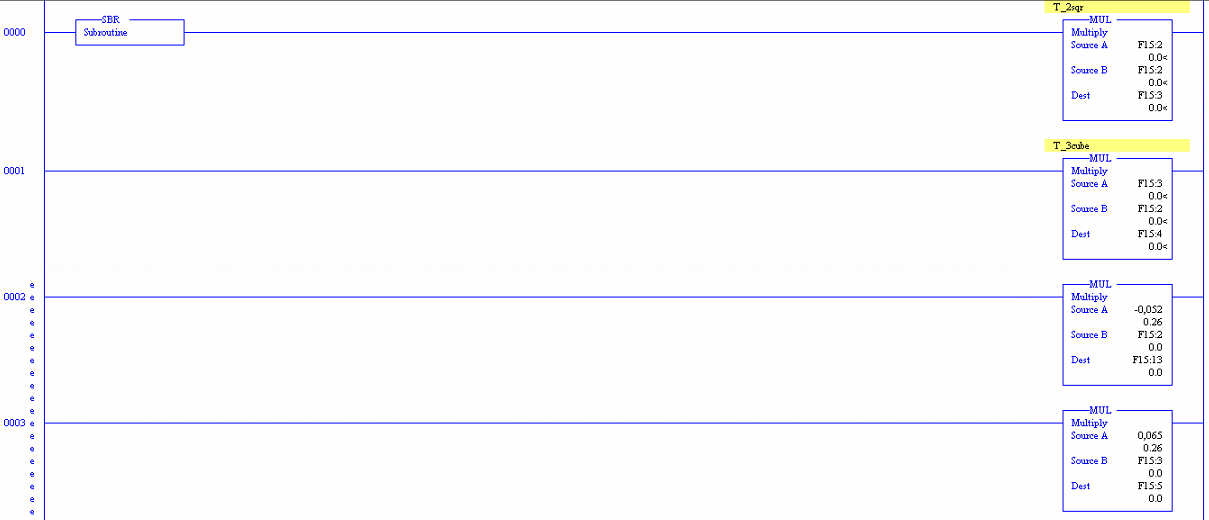 T_2sqr
SBR
MUL
0000
Subroutine
Multiply
Source A F15:2
0.0<
Source B F15:2
0.0<
Dest F15:3
0.0<
T_3cube
MUL
0001
Multiply
Source A F15:3
0.0<
Source B F15:2
0.0<
Dest F15:4
0.0<
e
MUL
0002 e
Multiply
e
Source A -0,052
e
0.26
e
Source B F15:2
e
0.0
e
Dest F15:13
e
0.0
e
e
e
MUL
0003 e
Multiply
e
Source A 0,065
e
0.26
e
Source B F15:3
e
0.0
e
Dest F15:5
e
0.0
e